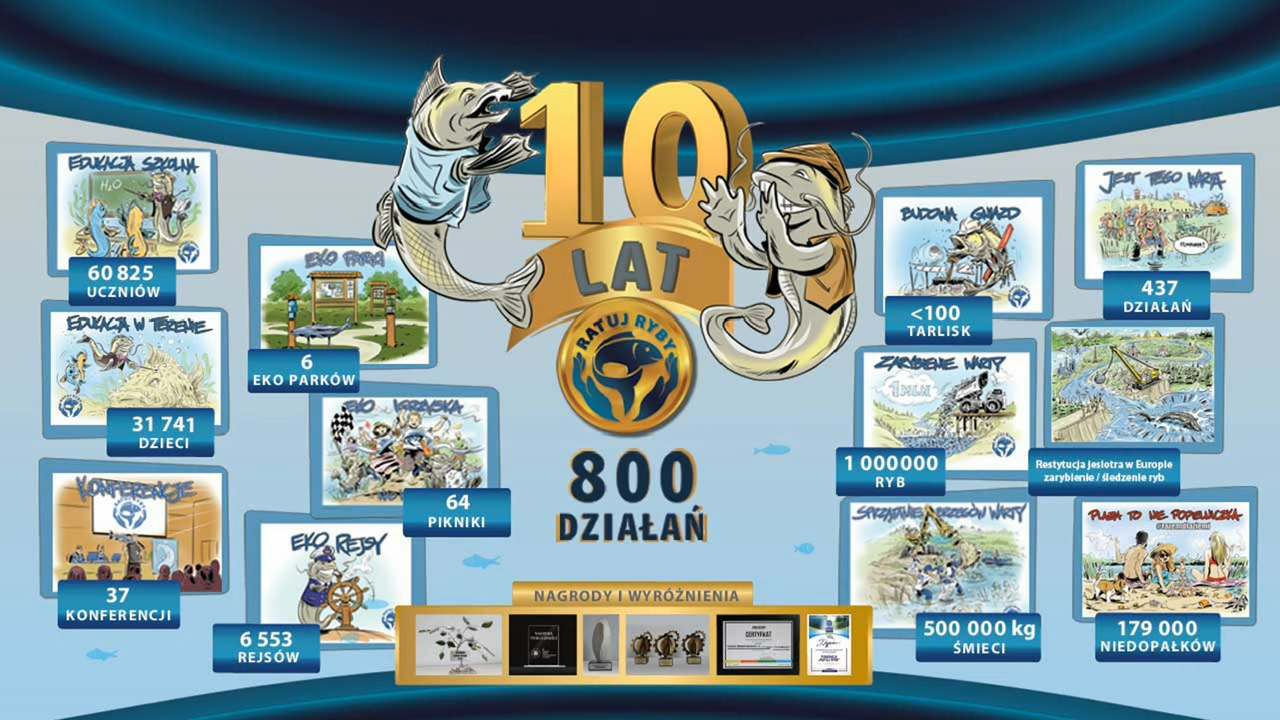 10
LAT
RATUJ RYBY
800
DZIAŁAŃ
EDUKACJA SZKOLNA
H₂O
60 825
UCZNIÓW
EDUKACJA W TERENIE
31 741
DZIECI
KONFERENCJE
RATUJ RYBY
37
KONFERENCJI
EKO PARKI
6
EKO PARKÓW
EKO IGRZYSKA
64
PIKNIKI
EKO REJSY
6 553
REJSÓW
NAGRODY I WYRÓŻNIENIA
CERTYFIKAT
BUDOWA GNIAZD
<100
TARLISK
JEST TEGO WARTA
437
DZIAŁAŃ
ZARYBIENIE WARTY
1 MLN
1 000000
RYB
Restytucja jesiotra w Europie
zarybienie / śledzenie ryb
SPRZĄTANIE BRZEGÓW WARTY
500 000 kg
ŚMIECI
PLAŻA TO NIE POPIELNICZKA
#razemdlaziemi
179 000
NIEDOPAŁKÓW